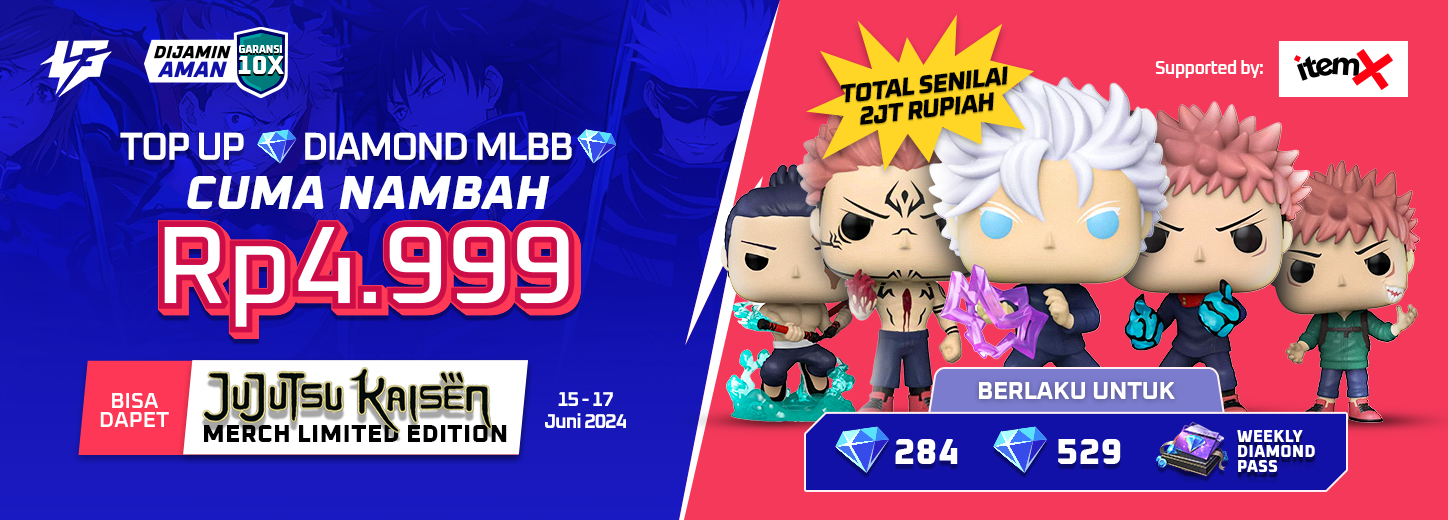 DIJAMIN
AMAN
GARANSI
10X
TOP UP DIAMOND MLBB
CUMA NAMBAH
Rp4.999
BISA
DAPET
JUJUTSU KAISEN
MERCH LIMITED EDITION
15 - 17
Juni 2024
TOTAL SENILAI
2JT RUPIAH
Supported by:
itemX
BERLAKU UNTUK
284
529
WEEKLY
DIAMOND
PASS